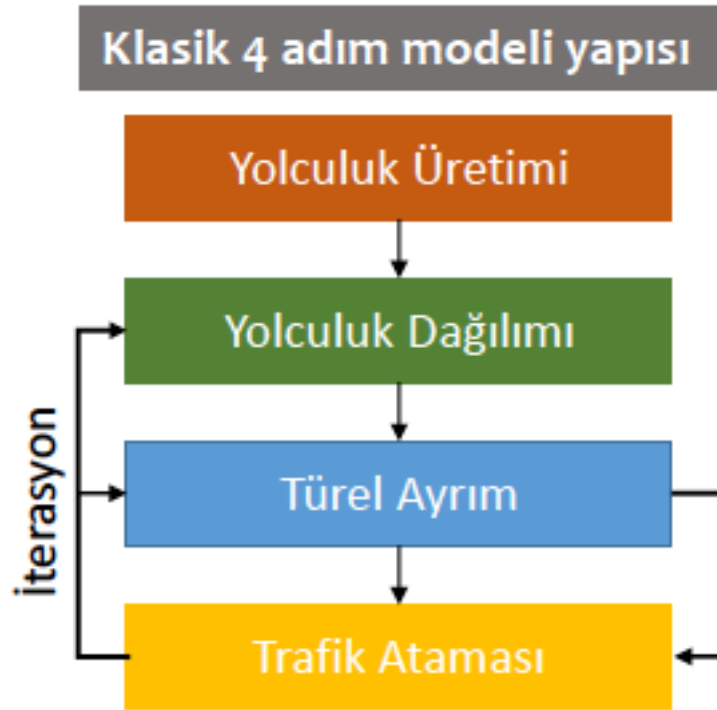 Klasik 4 adım modeli yapısı
Yolculuk Üretimi
Yolculuk Dağılımı
İterasyon
Türel Ayrım
Trafik Ataması